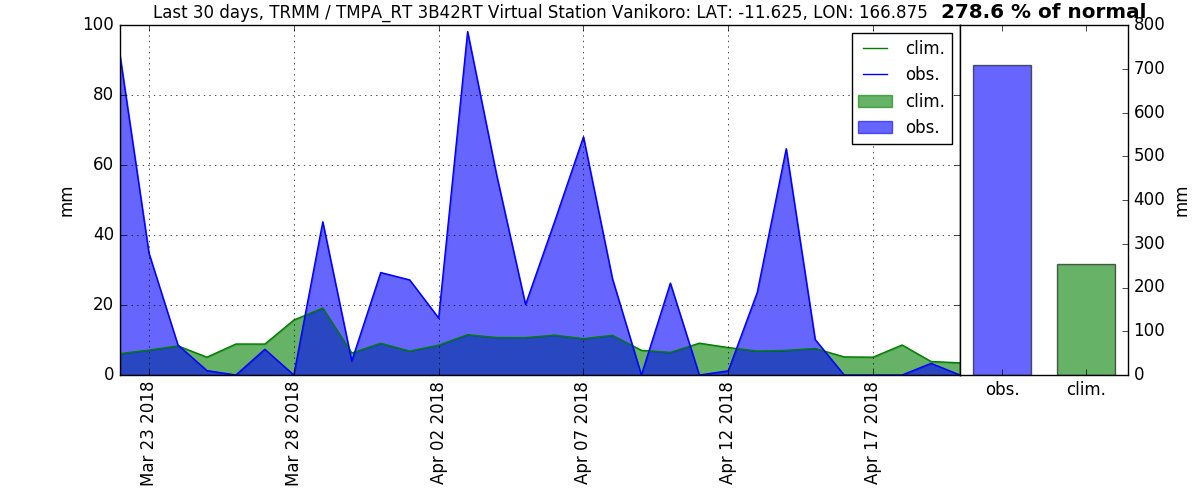 Last 30 days, TRMM / TMPA_RT 3B42RT Virtual Station Vanikoro: LAT: -11.625, LON: 166.875 278.6 % of normal
100
80
60
40
20
0
mm
clim.
obs.
clim.
obs.
800
700
600
500
400
300
200
100
0
mm
obs.
clim.
Mar 23 2018
Mar 28 2018
Apr 02 2018
Apr 07 2018
Apr 12 2018
Apr 17 2018